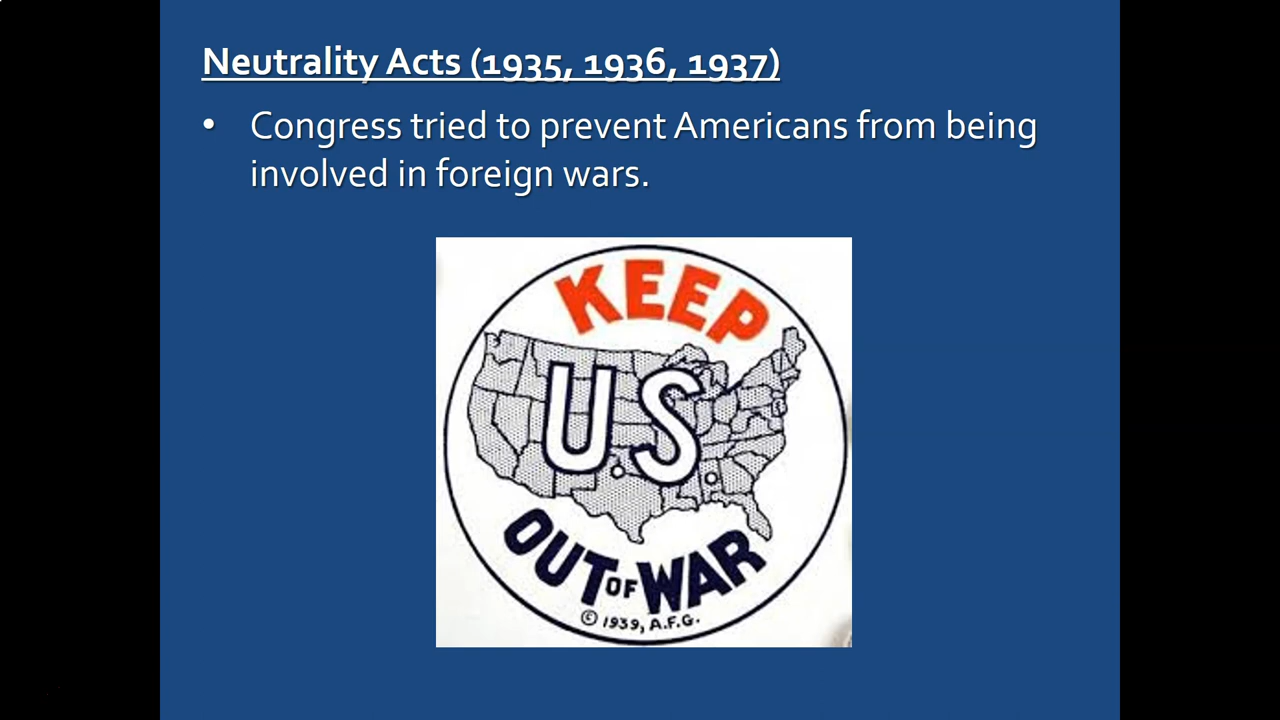 Neutrality Acts (1935, 1936, 1937)
• Congress tried to prevent Americans from being
involved in foreign wars.
KEEP
US
OUT OF WAR
© 1939, A.F.G.